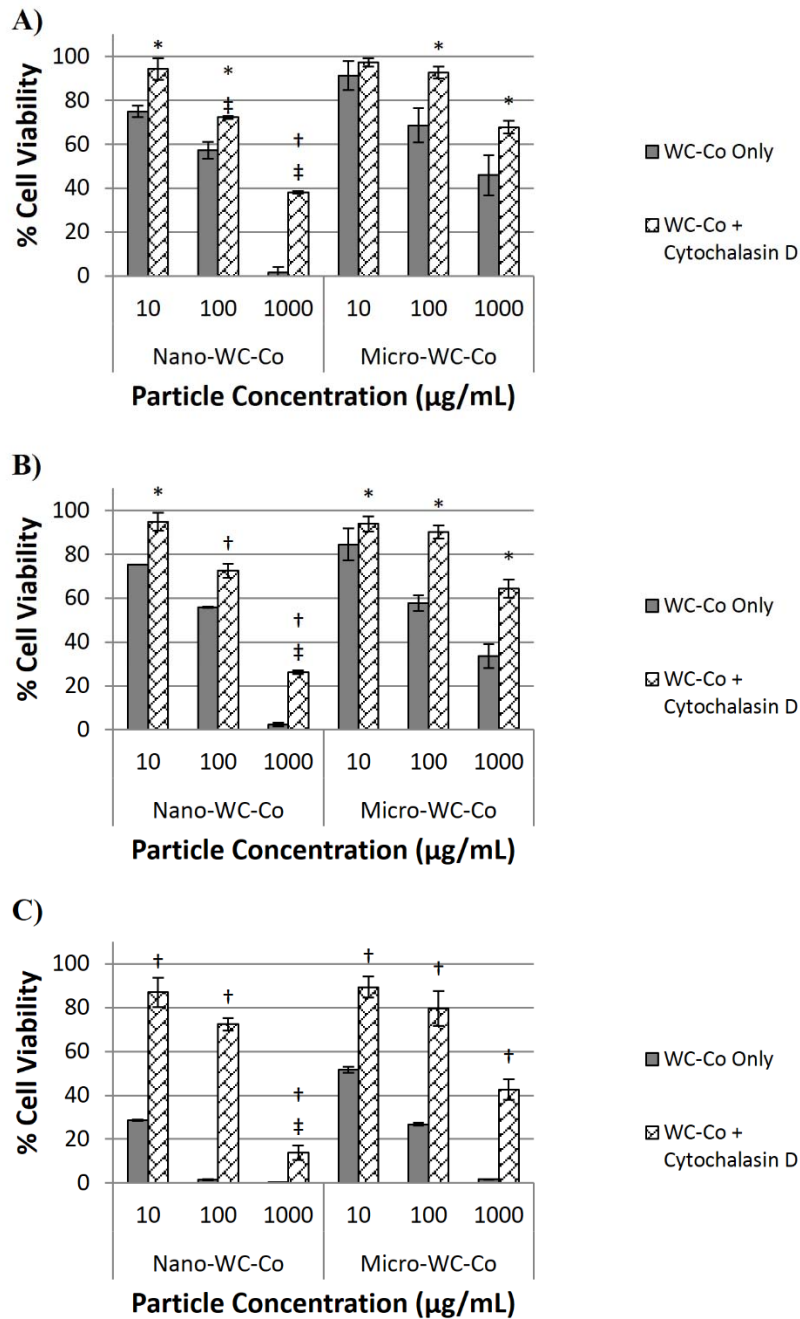 A)
% Cell Viability
100
80
60
40
20
0
* * † * *
‡ ‡
10 100 1000 10 100 1000
Nano-WC-Co Micro-WC-Co
Particle Concentration (µg/mL)
WC-Co Only
WC-Co +
Cytochalasin D
B)
% Cell Viability
100
80
60
40
20
0
* † † * * *
‡
10 100 1000 10 100 1000
Nano-WC-Co Micro-WC-Co
Particle Concentration (µg/mL)
WC-Co Only
WC-Co +
Cytochalasin D
C)
% Cell Viability
100
80
60
40
20
0
† † † † † †
‡
10 100 1000 10 100 1000
Nano-WC-Co Micro-WC-Co
Particle Concentration (µg/mL)
WC-Co Only
WC-Co +
Cytochalasin D